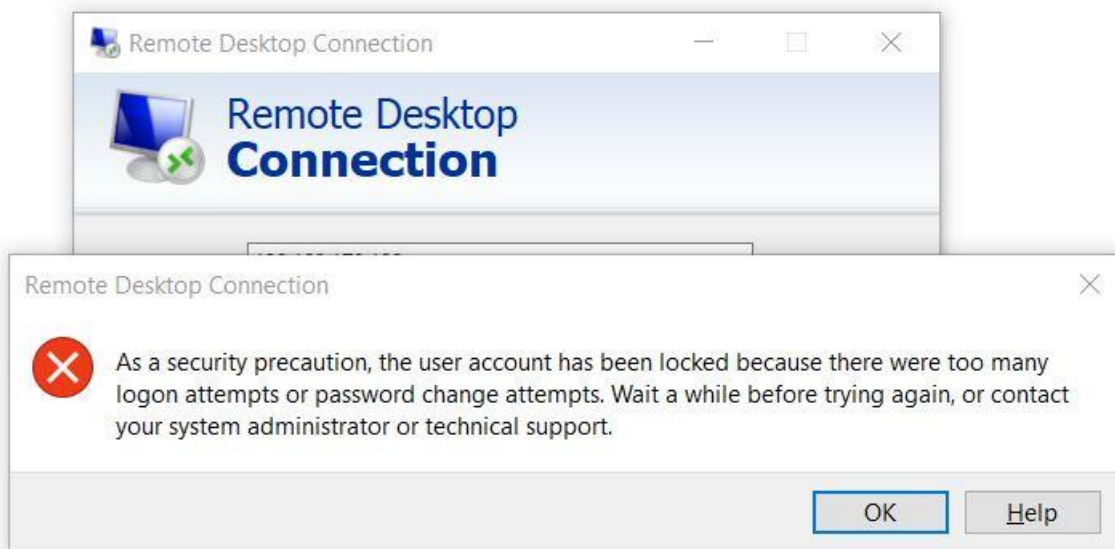 Remote Desktop Connection
Remote Desktop
Connection
Remote Desktop Connection
As a security precaution, the user account has been locked because there were too many
logon attempts or password change attempts. Wait a while before trying again, or contact
your system administrator or technical support.
OK Help